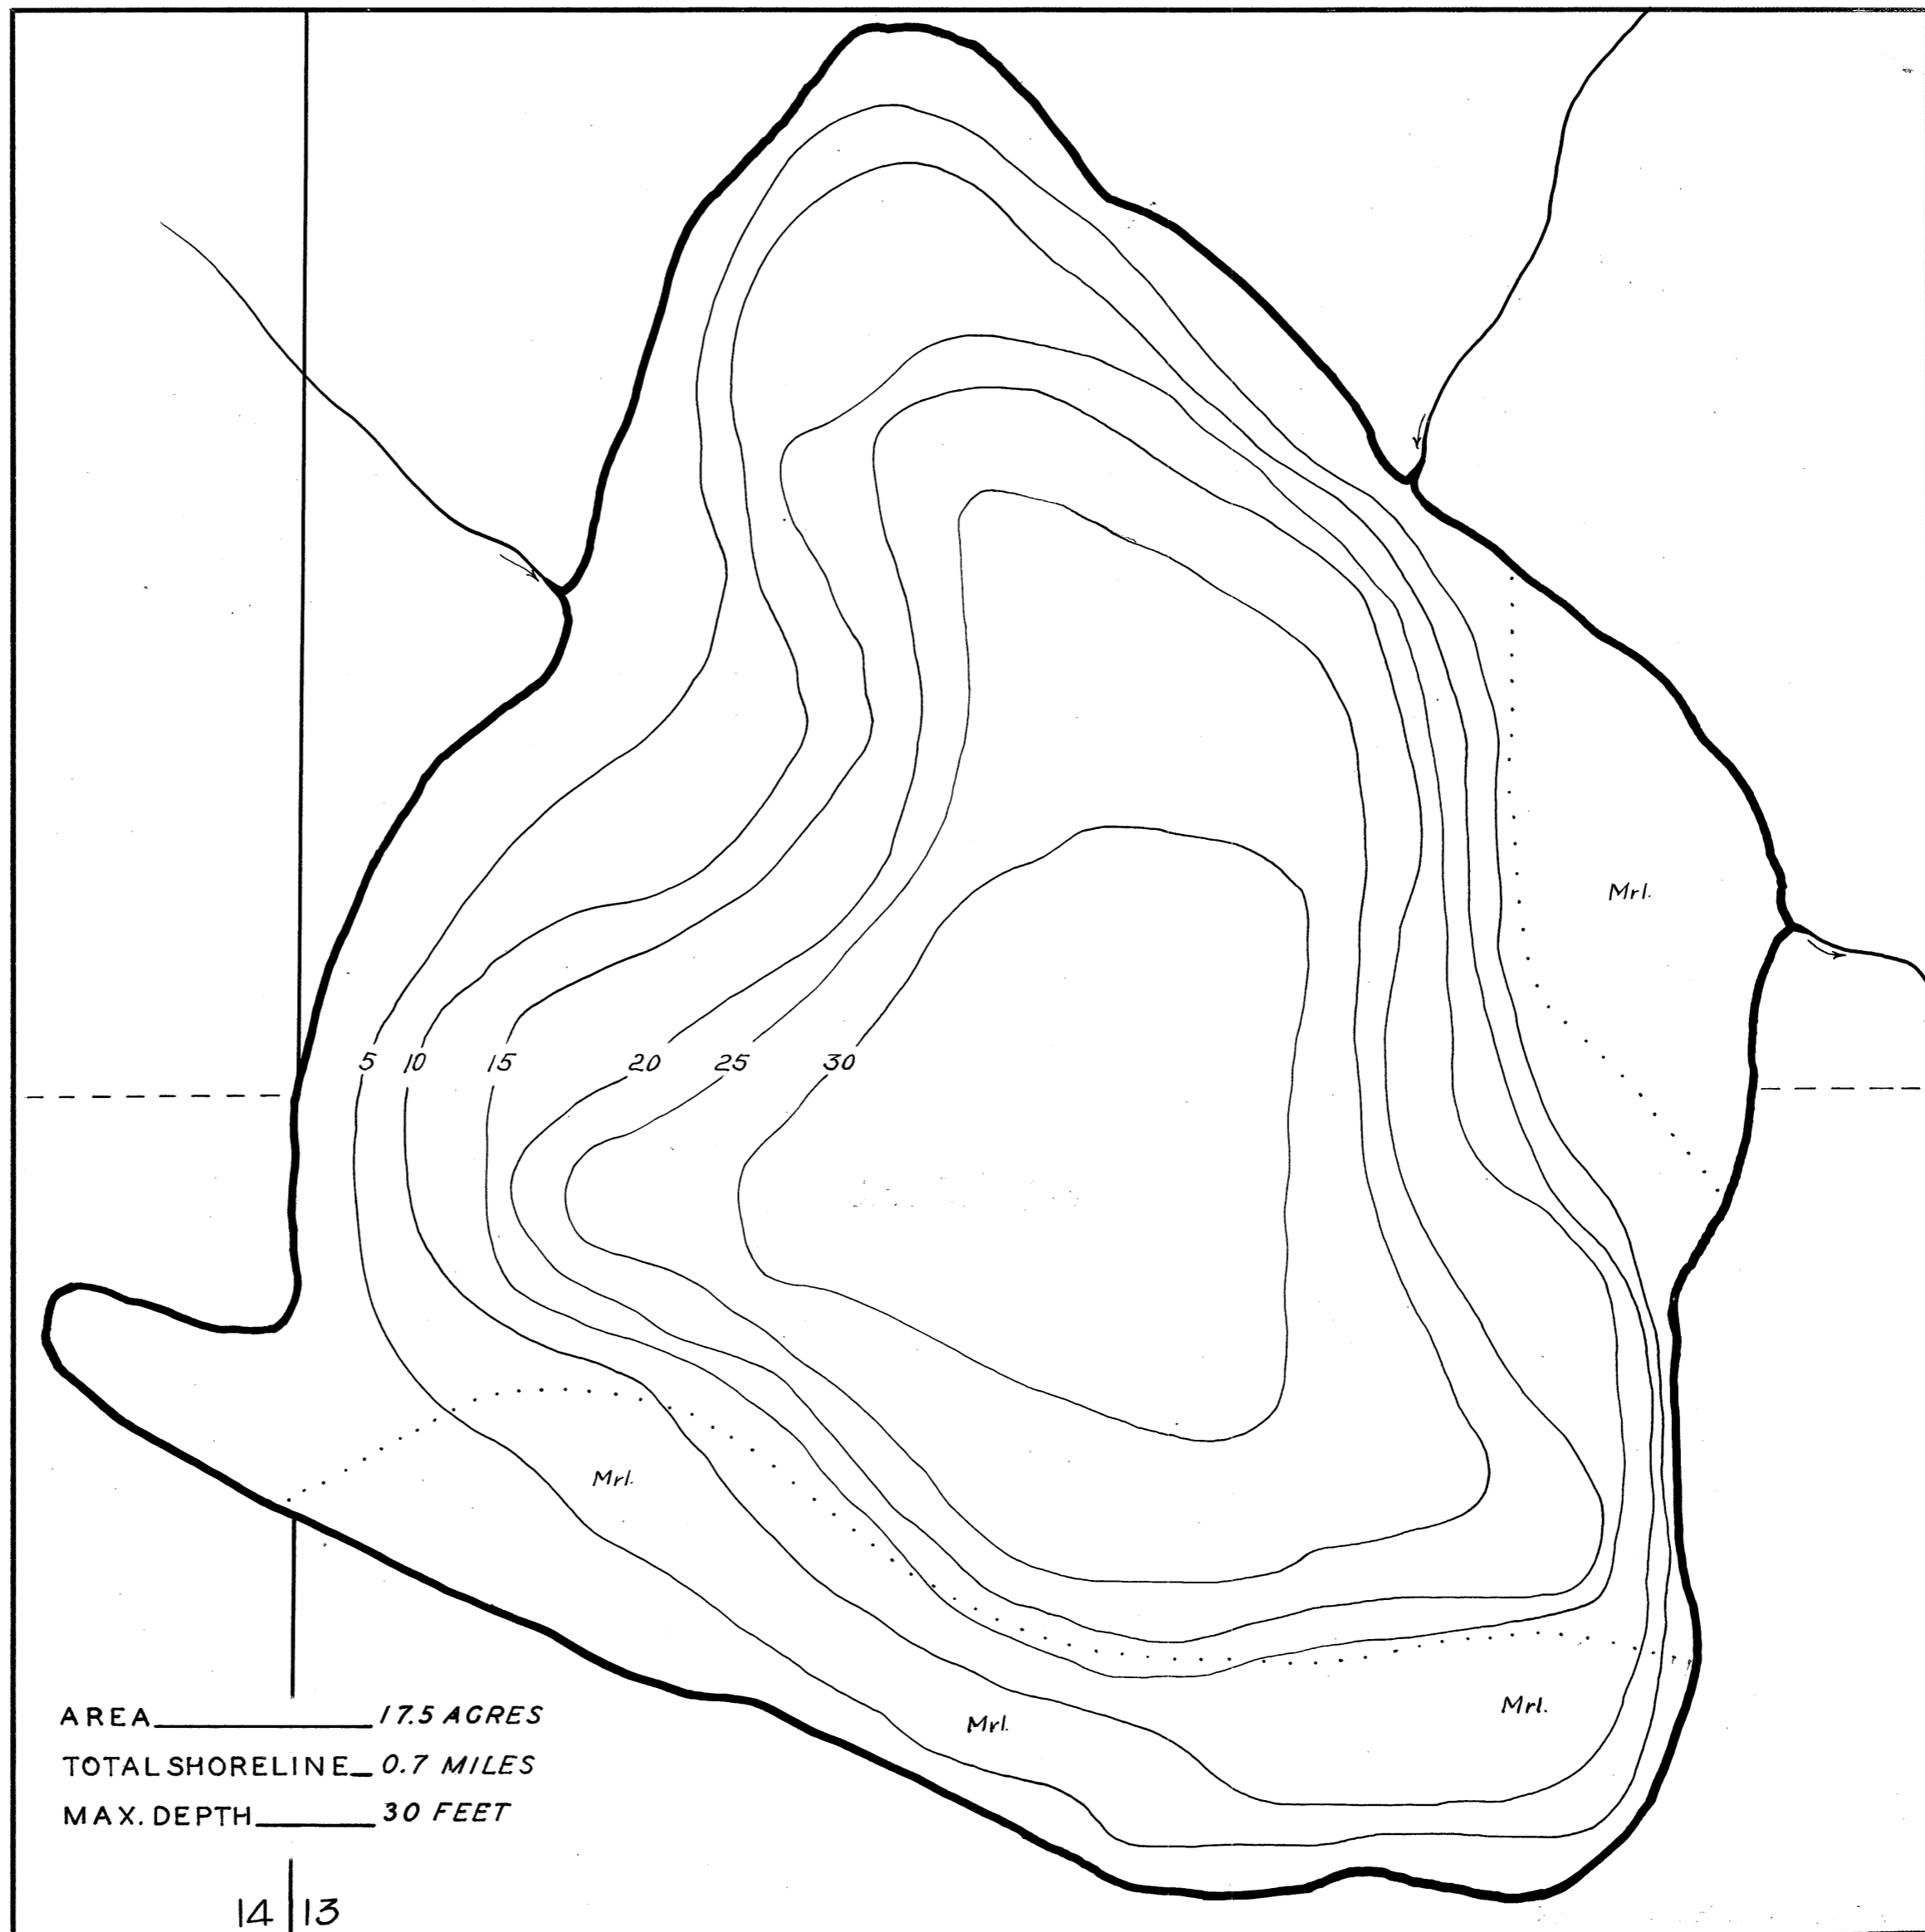 Mrl.
5 10 15 20 25 30
Mrl.
Mrl.
Mrl.
AREA 17.5 ACRES
TOTAL SHORELINE 0.7 MILES
MAX. DEPTH 30 FEET
14 13